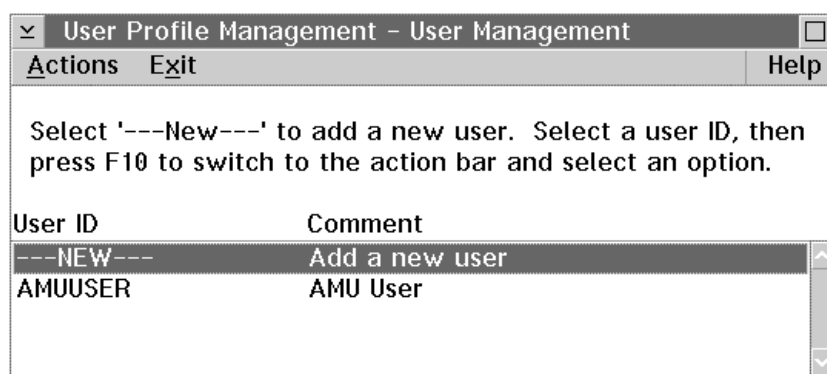 User Profile Management - User Management
Actions Exit Help
Select '---New---' to add a new user. Select a user ID, then
press F10 to switch to the action bar and select an option.
User ID Comment
---NEW--- Add a new user
AMUUSER AMU User